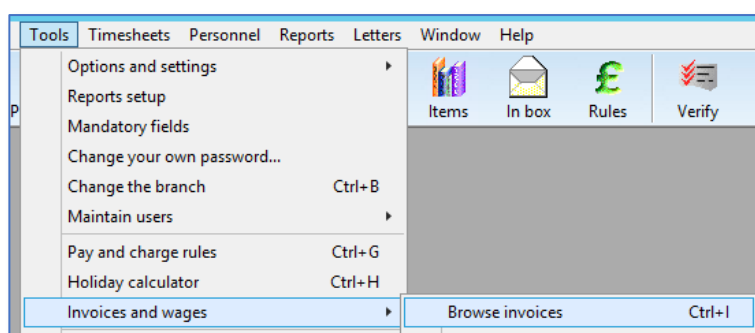 Tools Timesheets Personnel Reports Letters Window Help
Options and settings
Reports setup
Items In box Rules Verify
P
Mandatory fields
Change your own password...
Change the branch Ctrl+B
Maintain users
Pay and charge rules Ctrl+G
Holiday calculator Ctrl+H
Invoices and wages
Browse invoices Ctrl+I